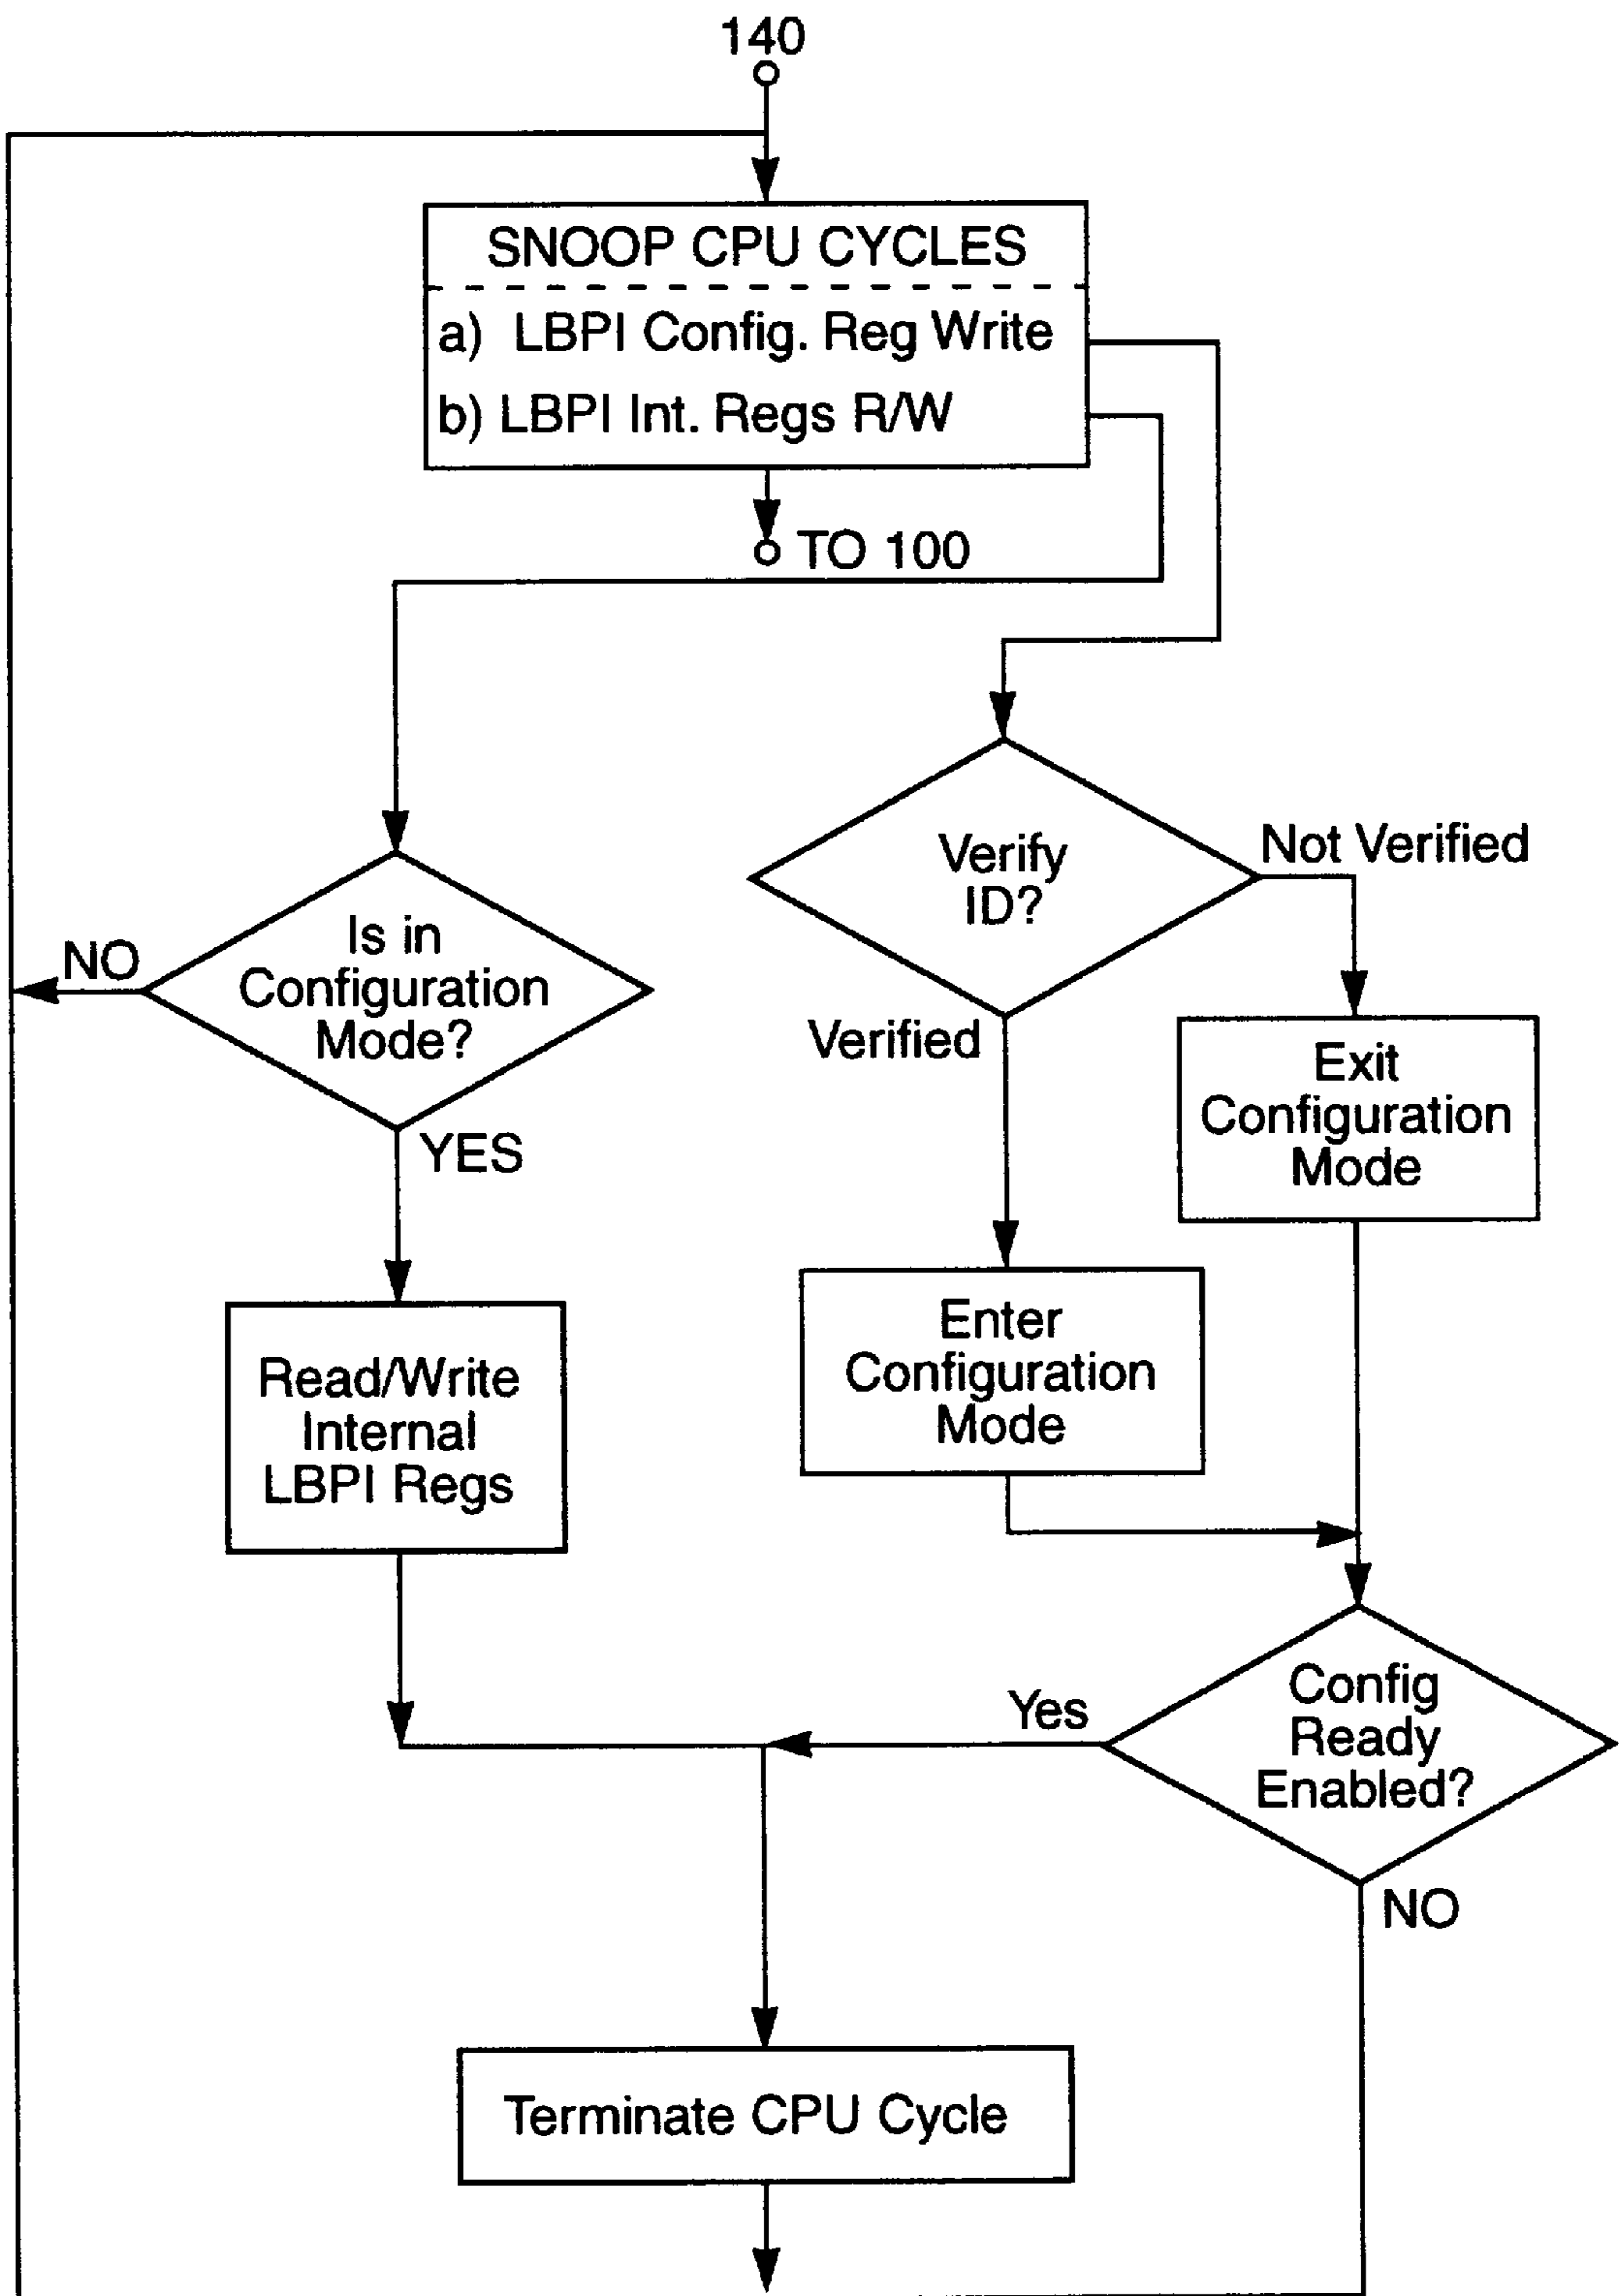 140
SNOOP CPU CYCLES
a) LBPI Config. Reg Write
b) LBPI Int. Regs R/W
TO 100
Verify
ID?
Not Verified
Verified
Is in
Configuration
Mode?
NO
YES
Exit
Configuration
Mode
Enter
Configuration
Mode
Read/Write
Internal
LBPI Regs
Config
Ready
Enabled?
Yes
NO
Terminate CPU Cycle